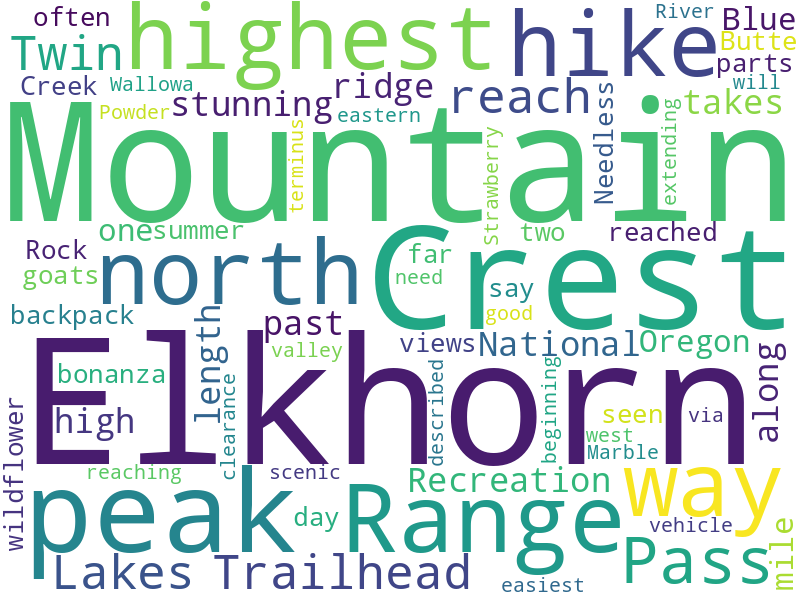 often
highest
hike
River
Blue
Twin
Butte
parts
Creek
Wallowa
ridge
reach
will
stunning
takes
Powder
eastern
Needless
extending
Mountain
terminus
Strawberry
one
summer
two
reached
Rock
north
Crest
far
goats
need
say
backpack
past
good
length
views
National
Oregon
valley
along
bonanza
Elkhorn
described
beginning
high
clearance
seen
via
west
Marble
wildflower
reaching
scenic
peak
Range
Recreation
way
day
vehicle
mile
Lakes
Trailhead
Pass
easiest